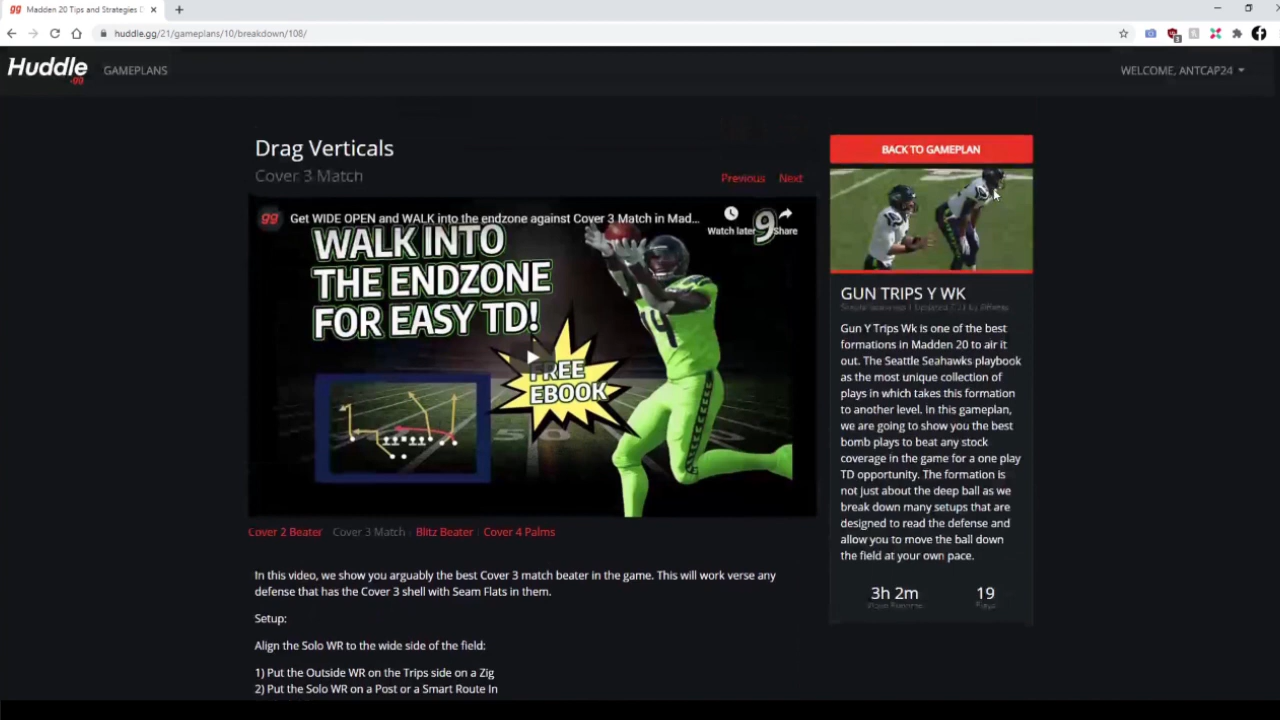 Madden 20 Tips and Strategies
huddle.gg/21/gameplans/10/breakdown/108/
Huddle
.gg
GAMEPLANS
WELCOME, ANTCAP24
Drag Verticals
Cover 3 Match
Previous Next
gg Get WIDE OPEN and WALK into the endzone against Cover 3 Match in Mad...
Watch later
Share
WALK INTO
THE ENDZONE
FOR EASY TD!
FREE
EBOOK
Cover 2 Beater Cover 3 Match Blitz Beater Cover 4 Palms
In this video, we show you arguably the best Cover 3 match beater in the game. This will work verse any
defense that has the Cover 3 shell with Seam Flats in them.
Setup:
Align the Solo WR to the wide side of the field:
1) Put the Outside WR on the Trips side on a Zig
2) Put the Solo WR on a Post or a Smart Route In
BACK TO GAMEPLAN
GUN TRIPS Y WK
Gun Y Trips Wk is one of the best
formations in Madden 20 to air it
out. The Seattle Seahawks playbook
as the most unique collection of
plays in which takes this formation
to another level. In this gameplan,
we are going to show you the best
bomb plays to beat any stock
coverage in the game for a one play
TD opportunity. The formation is
not just about the deep ball as we
break down many setups that are
designed to read the defense and
allow you to move the ball down
the field at your own pace.
3h 2m
19
Plays